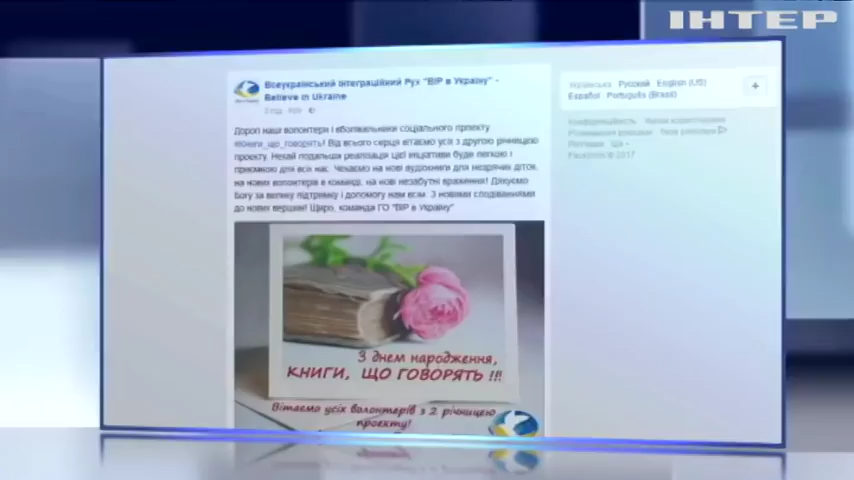 ІНТЕР
Всеукраїнський Інтеграційний Рух "ВІР в Україну" -
Believe in Ukraine
Дорогі наші волонтери і вболівальники соціального проекту
#Книги_що_говорять! Від всього серця вітаємо усіх з другою річницею
проекту. Нехай подальша реалізація цієї ініціативи буде легкою і
приємною для всіх нас. Чекаємо на нові аудіокниги для незрячих діток,
на нових волонтерів в команді, на нові незабутні враження! Дякуємо
Богу за велику підтримку і допомогу нам всім. З новими сподіваннями
до нових вершин! Щиро, команда ГО "ВІР в Україну"
З днем народження,
КНИГИ, ЩО ГОВОРЯТЬ !!!
Вітаємо усіх волонтерів з 2 річницею
проекту!
Українська Русский English (US)
Español Português (Brasil)
+
Facebook © 2017